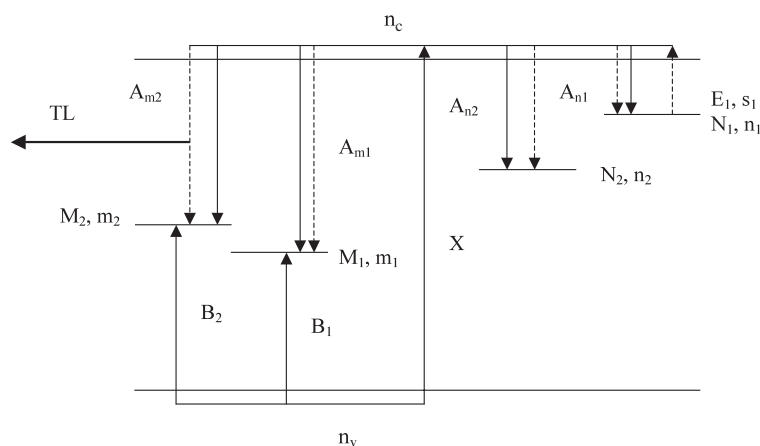 n_c
A_m2
TL
A_m1
A_n2
A_n1
E_1, s_1
N_1, n_1
N_2, n_2
M_2, m_2
M_1, m_1
X
B_2
B_1
n_v